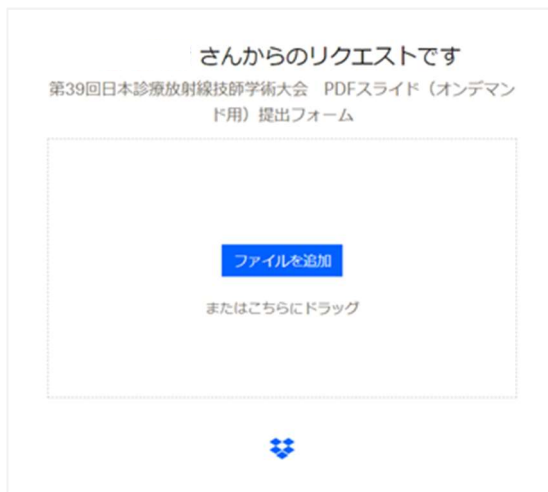 さんからのリクエストです
第39回日本診療放射線技師学術大会　PDFスライド（オンデマン
ド用）提出フォーム
ファイルを追加
またはこちらにドラッグ